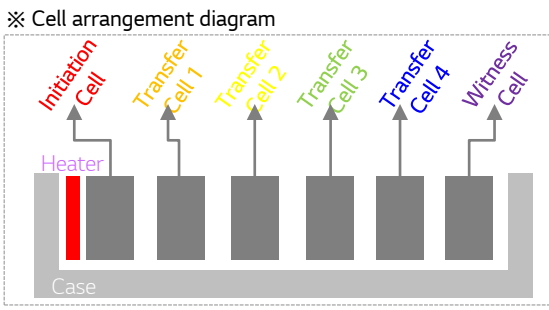 ※ Cell arrangement diagram
Initiation
Cell
Transfer
Cell 1
Transfer
Cell 2
Transfer
Cell 3
Transfer
Cell 4
Witness
Cell
Heater
Case